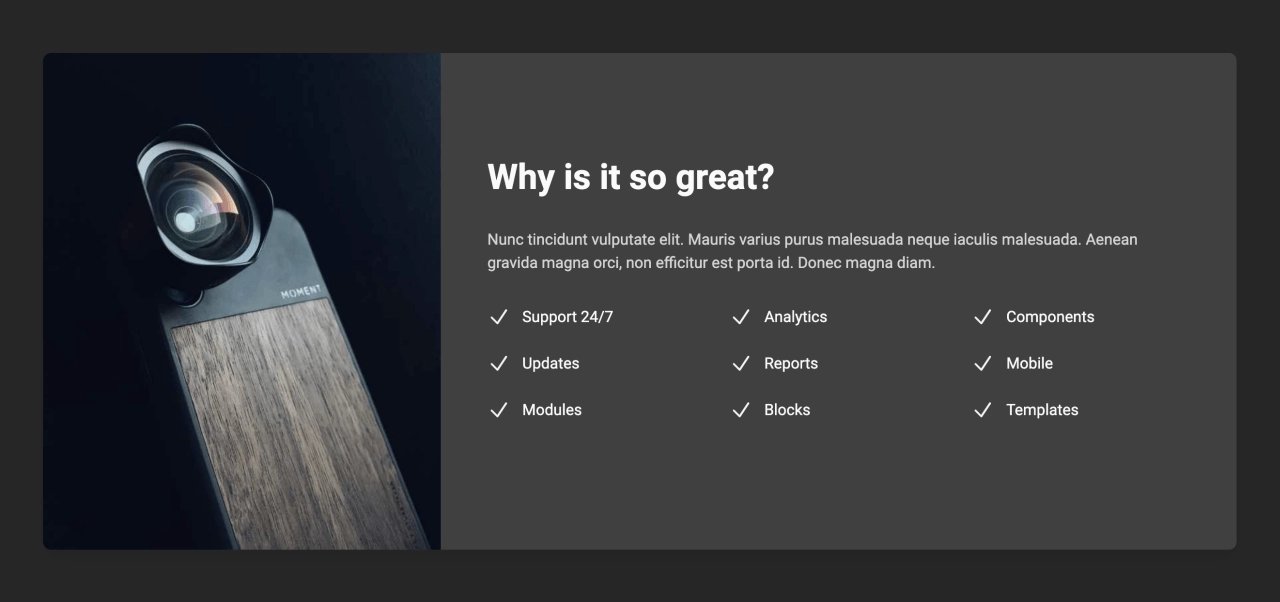 MOMENT
Why is it so great?
Nunc tincidunt vulputate elit. Mauris varius purus malesuada neque iaculis malesuada. Aenean
gravida magna orci, non efficitur est porta id. Donec magna diam.
Support 24/7
Analytics
Components
Updates
Reports
Mobile
Modules
Blocks
Templates